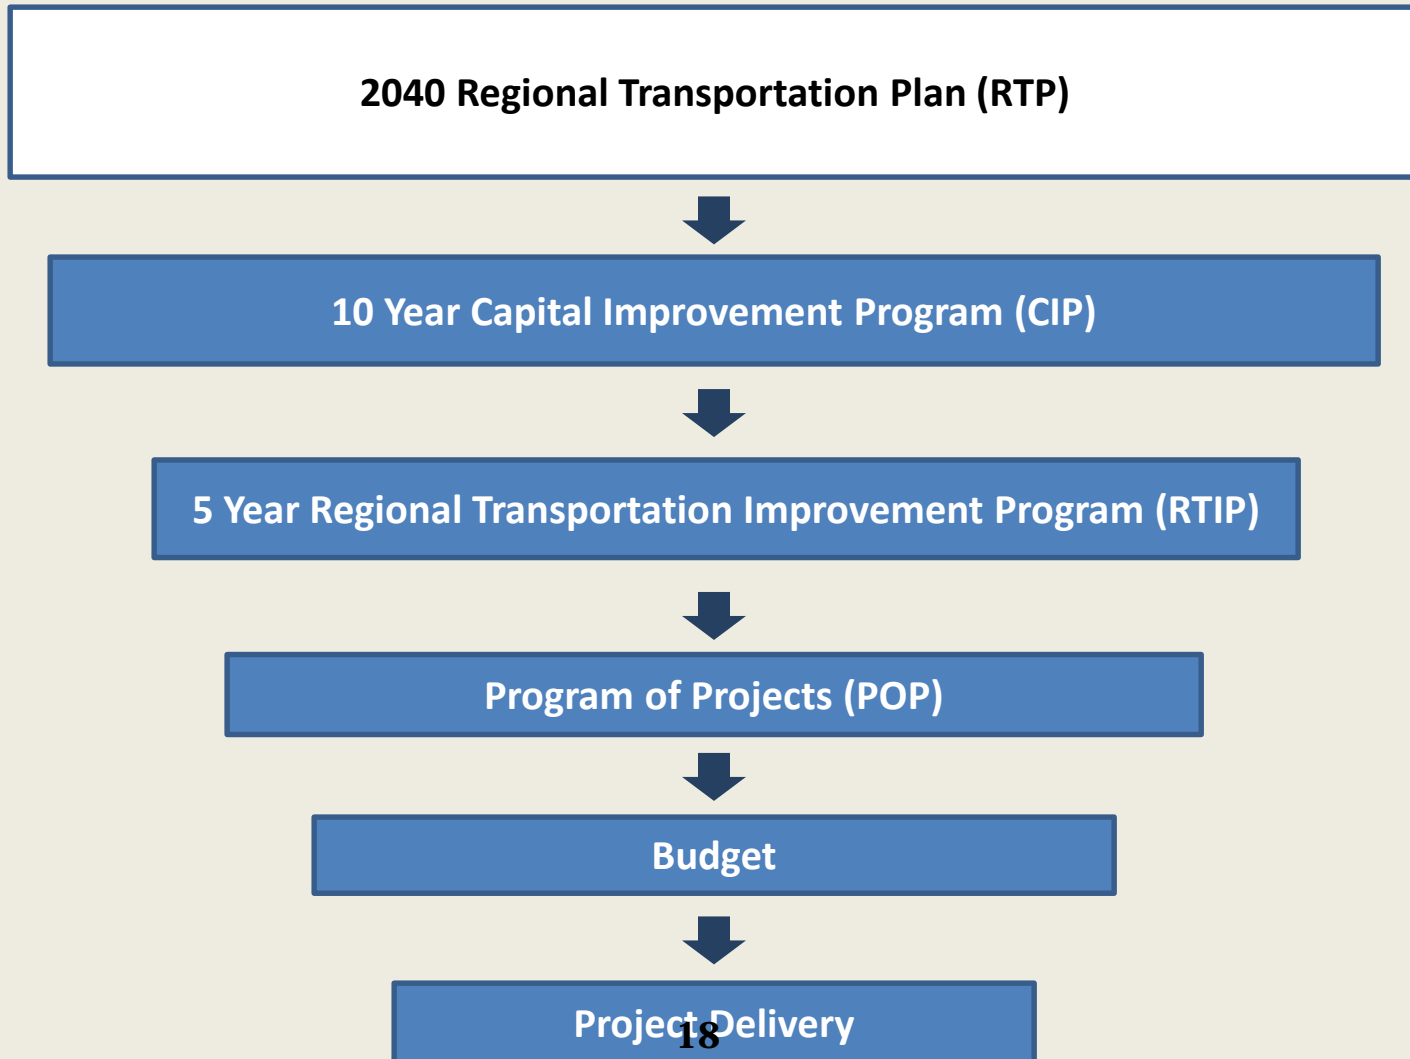 2040 Regional Transportation Plan (RTP)
10 Year Capital Improvement Program (CIP)
5 Year Regional Transportation Improvement Program (RTIP)
Program of Projects (POP)
Budget
Project Delivery
18